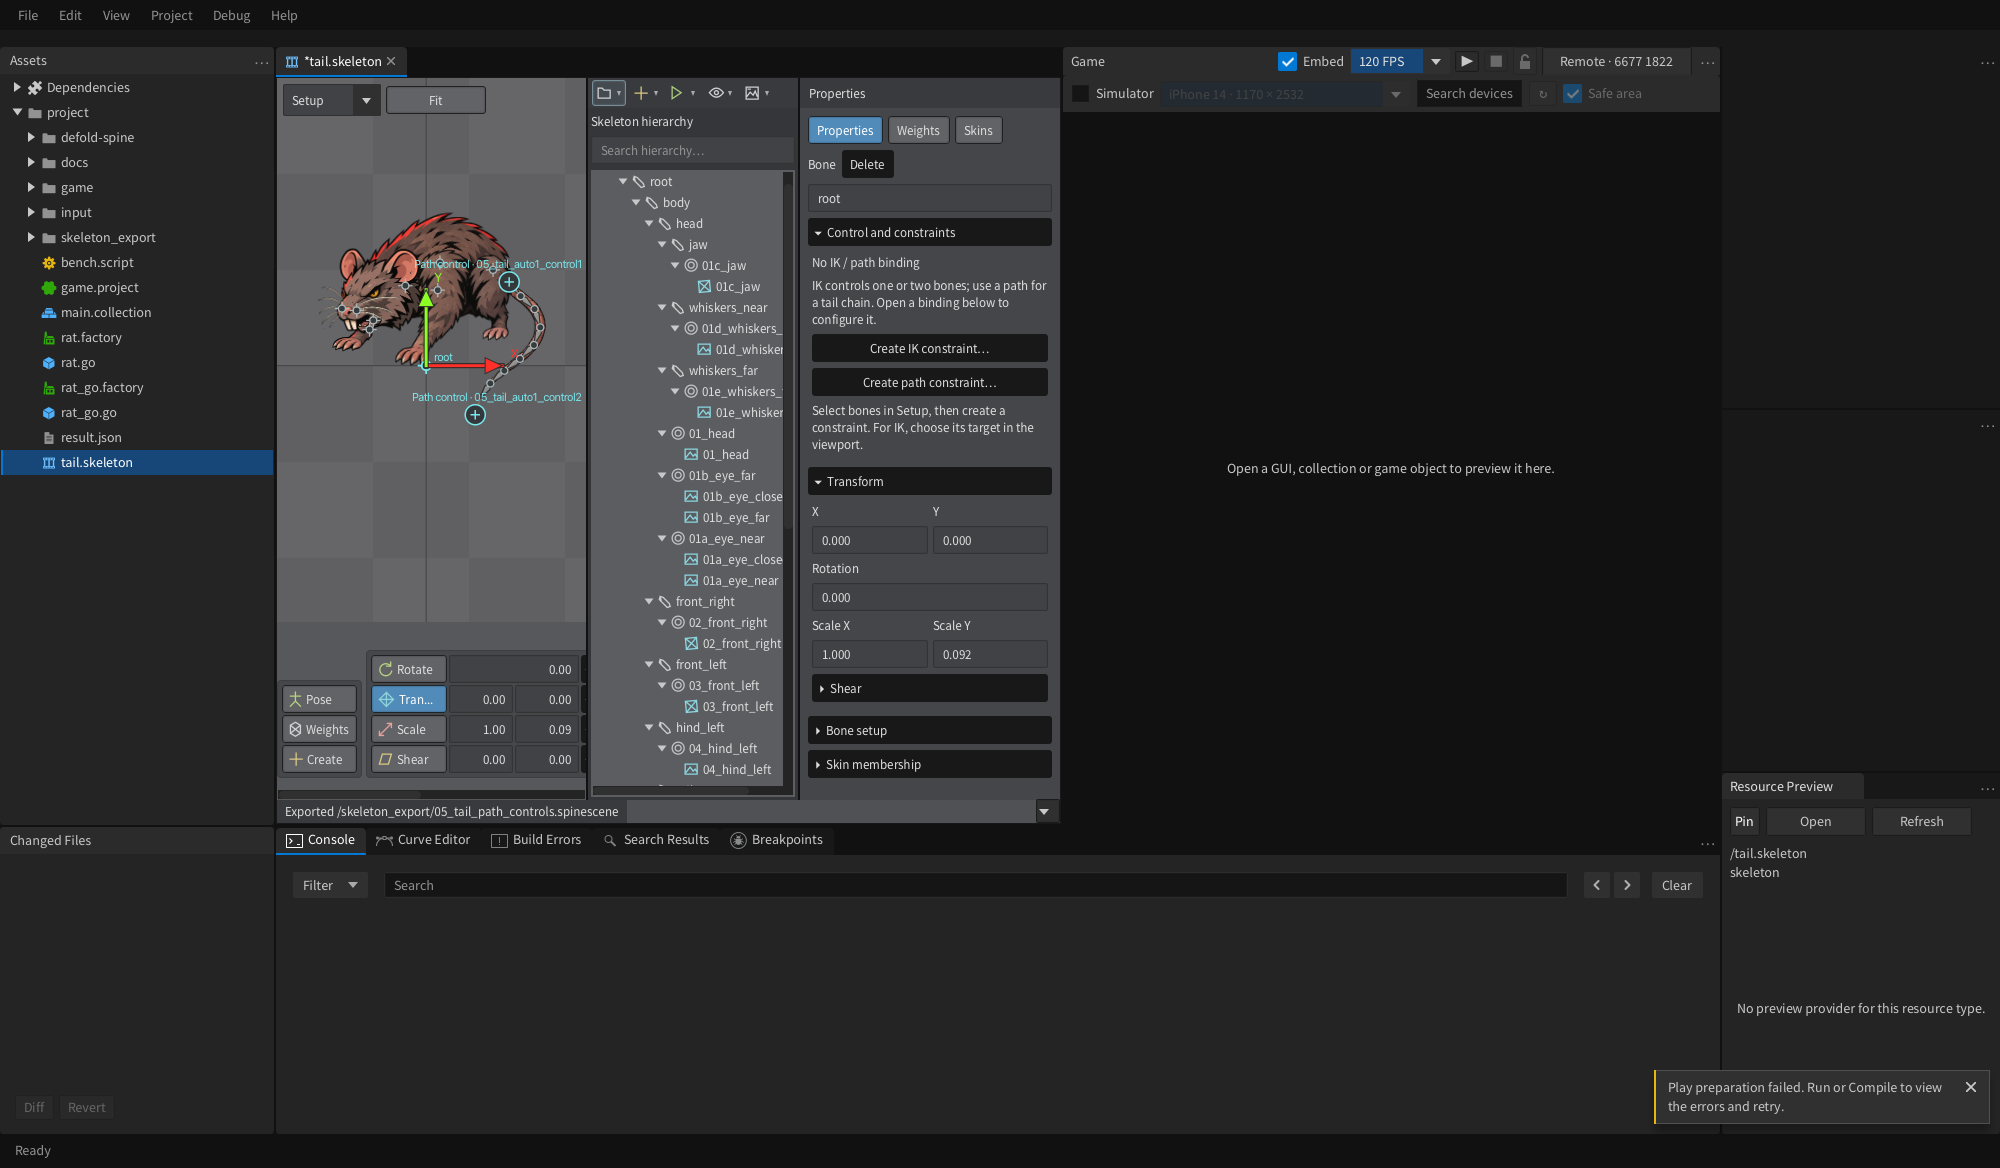 File Edit View Project Debug Help
Assets
Dependencies
project
defold-spine
docs
game
input
skeleton_export
bench.script
game.project
main.collection
rat.factory
rat.go
rat_go.factory
rat_go.go
result.json
tail.skeleton
Changed Files
Diff Revert
Ready
*tail.skeleton
Setup Fit
Path control · 05_tail_auto1_control1
Y
X
root
Path control · 05_tail_auto1_control2
Pose
Weights
Create
Rotate 0.00
Tran... 0.00 0.00
Scale 1.00 0.09
Shear 0.00 0.00
Exported /skeleton_export/05_tail_path_controls.spinescene
Skeleton hierarchy
Search hierarchy…
root
body
head
jaw
01c_jaw
01c_jaw
whiskers_near
01d_whiskers_
01d_whisker
whiskers_far
01e_whiskers_
01e_whisker
01_head
01_head
01b_eye_far
01b_eye_close
01b_eye_far
01a_eye_near
01a_eye_close
01a_eye_near
front_right
02_front_right
02_front_right
front_left
03_front_left
03_front_left
hind_left
04_hind_left
04_hind_left
Properties
Properties Weights Skins
Bone Delete
root
Control and constraints
No IK / path binding
IK controls one or two bones; use a path for
a tail chain. Open a binding below to
configure it.
Create IK constraint…
Create path constraint…
Select bones in Setup, then create a
constraint. For IK, choose its target in the
viewport.
Transform
X Y
0.000 0.000
Rotation
0.000
Scale X Scale Y
1.000 0.092
Shear
Bone setup
Skin membership
Game Embed 120 FPS Remote · 6677 1822
Simulator iPhone 14 · 1170 × 2532 Search devices Safe area
Open a GUI, collection or game object to preview it here.
Console Curve Editor Build Errors Search Results Breakpoints
Filter Search Clear
Resource Preview
Pin Open Refresh
/tail.skeleton
skeleton
No preview provider for this resource type.
Play preparation failed. Run or Compile to view
the errors and retry.